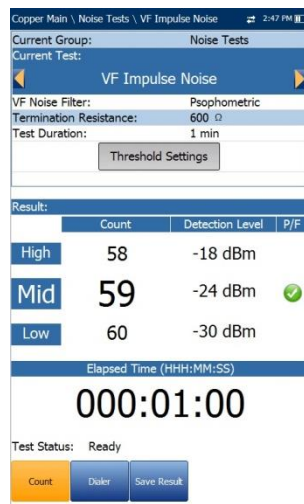 Copper Main \ Noise Tests \ VF Impulse Noise 2:47 PM
Current Group: Noise Tests
Current Test:
VF Impulse Noise
VF Noise Filter: Psophometric
Termination Resistance: 600 Ω
Test Duration: 1 min
Threshold Settings
Result:
Count Detection Level P/F
High 58 -18 dBm
Mid 59 -24 dBm
Low 60 -30 dBm
Elapsed Time (HHH:MM:SS)
000:01:00
Test Status: Ready
Count Dialer Save Result